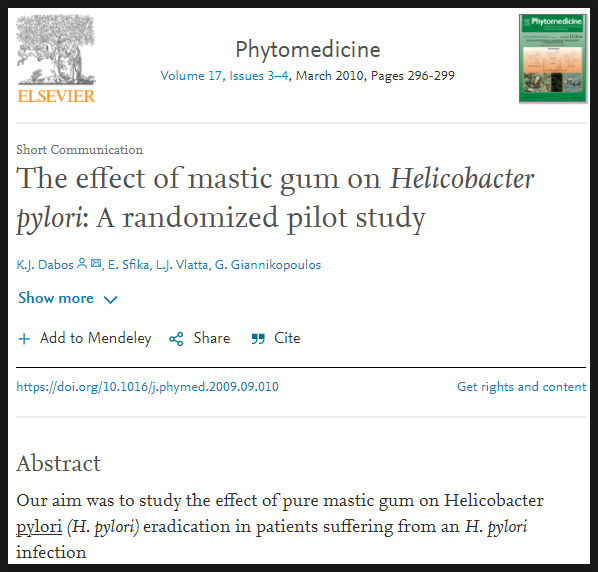 ELSEVIER
Phytomedicine
Volume 17, Issues 3–4, March 2010, Pages 296-299
Phytomedicine
Short Communication
The effect of mastic gum on Helicobacter
pylori: A randomized pilot study
K.J. Dabos, E. Sfika, L.J. Vlatta, G. Giannikopoulos
Show more
Add to Mendeley Share Cite
https://doi.org/10.1016/j.phymed.2009.09.010 Get rights and content
Abstract
Our aim was to study the effect of pure mastic gum on Helicobacter
pylori (H. pylori) eradication in patients suffering from an H. pylori
infection